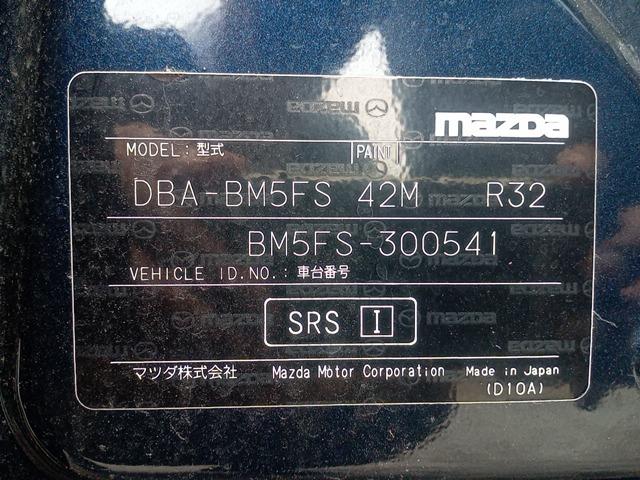 mazda
MODEL: 型式 PAINT
DBA-BM5FS 42M R32
BM5FS-300541
VEHICLE ID.NO.: 車台番号
SRS I
マツダ株式会社 Mazda Motor Corporation Made in Japan
(D10A)